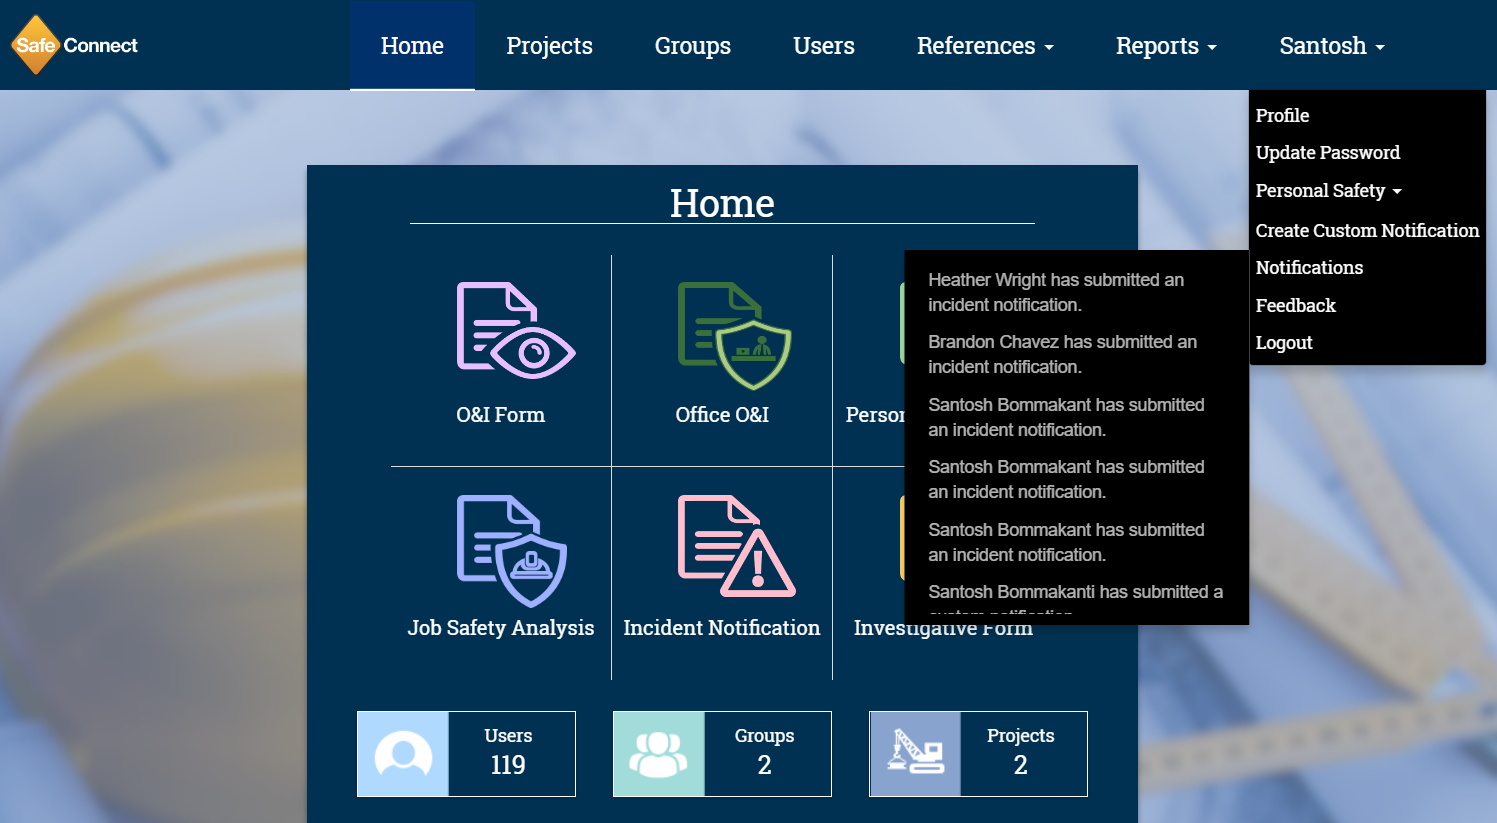 Safe Connect
Home
Projects
Groups
Users
References
Reports
Santosh
Profile
Update Password
Personal Safety
Create Custom Notification
Notifications
Feedback
Logout
Home
Heather Wright has submitted an
incident notification.
Brandon Chavez has submitted an
incident notification.
Santosh Bommakant has submitted
an incident notification.
Santosh Bommakant has submitted
an incident notification.
Santosh Bommakant has submitted
an incident notification.
Santosh Bommakanti has submitted a
custom notification.
O&I Form
Office O&I
Job Safety Analysis
Incident Notification
Investigative Form
Users
119
Groups
2
Projects
2